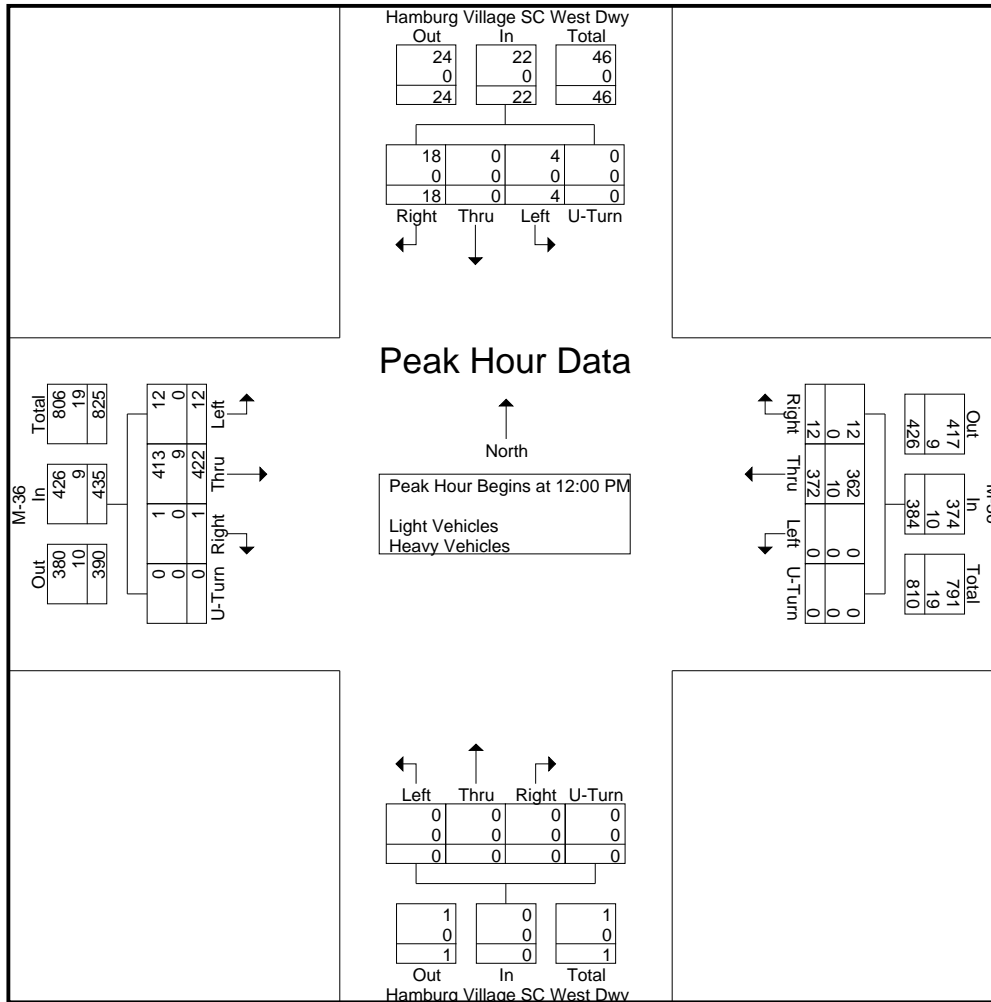 Hamburg Village SC West Dwy
Out In Total
24 22 46
0 0 0
24 22 46
18 0 4 0
0 0 0 0
18 0 4 0
Right Thru Left U-Turn
Peak Hour Data
North
Peak Hour Begins at 12:00 PM
Light Vehicles
Heavy Vehicles
M-36
Out In Total
380 426 806
10 9 19
390 435 825
U-Turn Right Thru Left
0 1 413 12
0 0 9 0
0 1 422 12
Out In Total
417 374 791
9 10 19
426 384 810
Right Thru Left U-Turn
12 362 0 0
0 10 0 0
12 372 0 0
Left Thru Right U-Turn
0 0 0 0
0 0 0 0
0 0 0 0
1 0 1
0 0 0
1 0 1
Out In Total
Hamburg Village SC West Dwy